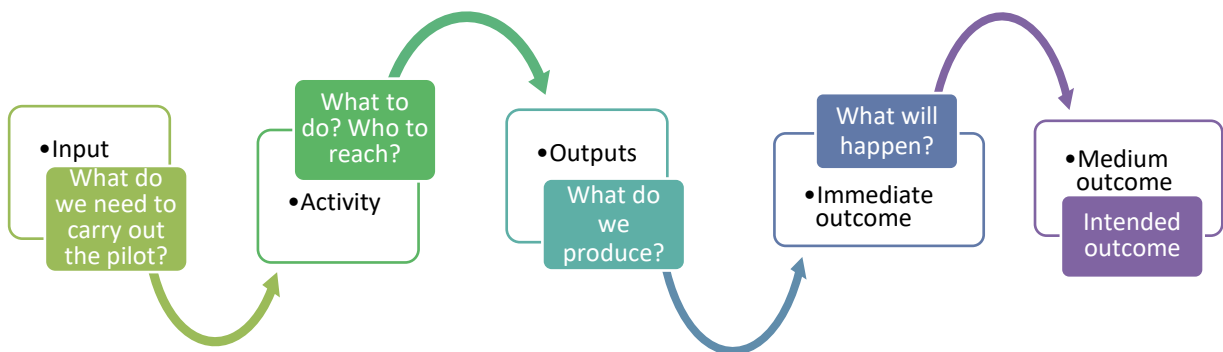 •Input
What do
we need to
carry out
the pilot?
What to
do? Who to
reach?
•Activity
•Outputs
What do
we
produce?
What will
happen?
•Immediate
outcome
•Medium
outcome
Intended
outcome